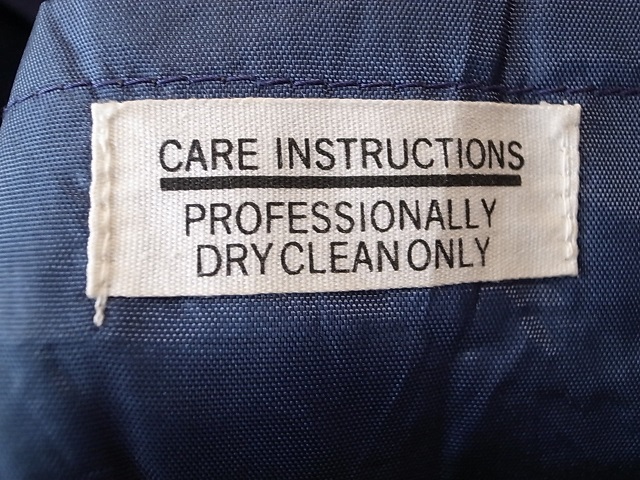 CARE INSTRUCTIONS
PROFESSIONALLY
DRY CLEAN ONLY